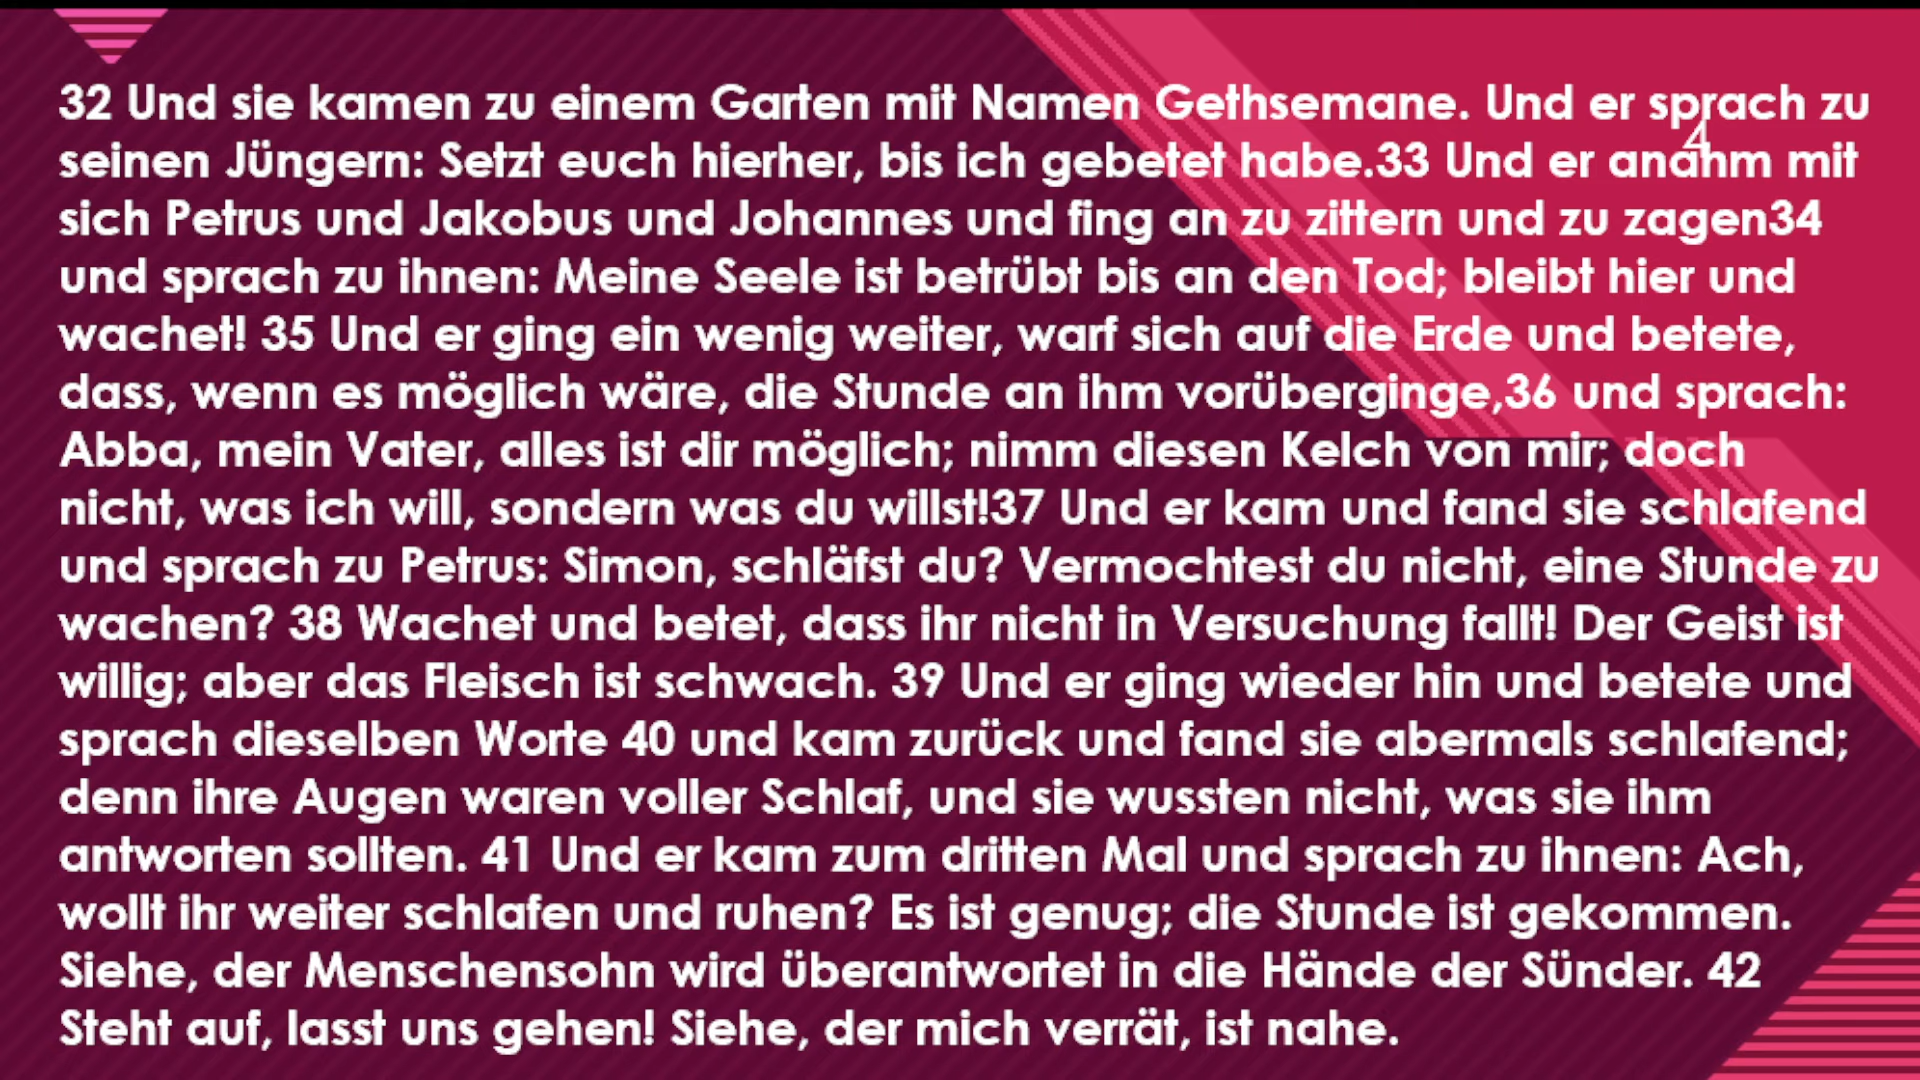 32 Und sie kamen zu einem Garten mit Namen Gethsemane. Und er sprach zu
4
seinen Jüngern: Setzt euch hierher, bis ich gebetet habe.33 Und er anahm mit
sich Petrus und Jakobus und Johannes und fing an zu zittern und zu zagen34
und sprach zu ihnen: Meine Seele ist betrübt bis an den Tod; bleibt hier und
wachet! 35 Und er ging ein wenig weiter, warf sich auf die Erde und betete,
dass, wenn es möglich wäre, die Stunde an ihm vorüberginge,36 und sprach:
Abba, mein Vater, alles ist dir möglich; nimm diesen Kelch von mir; doch
nicht, was ich will, sondern was du willst!37 Und er kam und fand sie schlafend
und sprach zu Petrus: Simon, schläfst du? Vermochtest du nicht, eine Stunde zu
wachen? 38 Wachet und betet, dass ihr nicht in Versuchung fallt! Der Geist ist
willig; aber das Fleisch ist schwach. 39 Und er ging wieder hin und betete und
sprach dieselben Worte 40 und kam zurück und fand sie abermals schlafend;
denn ihre Augen waren voller Schlaf, und sie wussten nicht, was sie ihm
antworten sollten. 41 Und er kam zum dritten Mal und sprach zu ihnen: Ach,
wollt ihr weiter schlafen und ruhen? Es ist genug; die Stunde ist gekommen.
Siehe, der Menschensohn wird überantwortet in die Hände der Sünder. 42
Steht auf, lasst uns gehen! Siehe, der mich verrät, ist nahe.